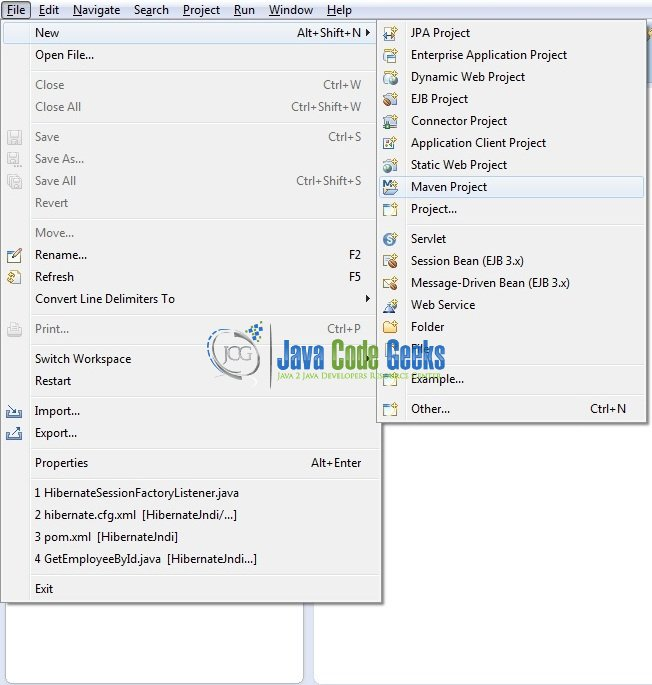 File Edit Navigate Search Project Run Window Help
New Alt+Shift+N
Open File...
Close Ctrl+W
Close All Ctrl+Shift+W
Save Ctrl+S
Save As...
Save All Ctrl+Shift+S
Revert
Move...
Rename... F2
Refresh F5
Convert Line Delimiters To
Print... Ctrl+P
Switch Workspace
Restart
Import...
Export...
Properties Alt+Enter
1 HibernateSessionFactoryListener.java
2 hibernate.cfg.xml [HibernateJndi/...]
3 pom.xml [HibernateJndi]
4 GetEmployeeById.java [HibernateJndi...]
Exit
JPA Project
Enterprise Application Project
Dynamic Web Project
EJB Project
Connector Project
Application Client Project
Static Web Project
Maven Project
Project...
Servlet
Session Bean (EJB 3.x)
Message-Driven Bean (EJB 3.x)
Web Service
Folder
File
Example...
Other... Ctrl+N
JCG
Java Code Geeks
JAVA 2 JAVA DEVELOPERS RESOURCE CENTER